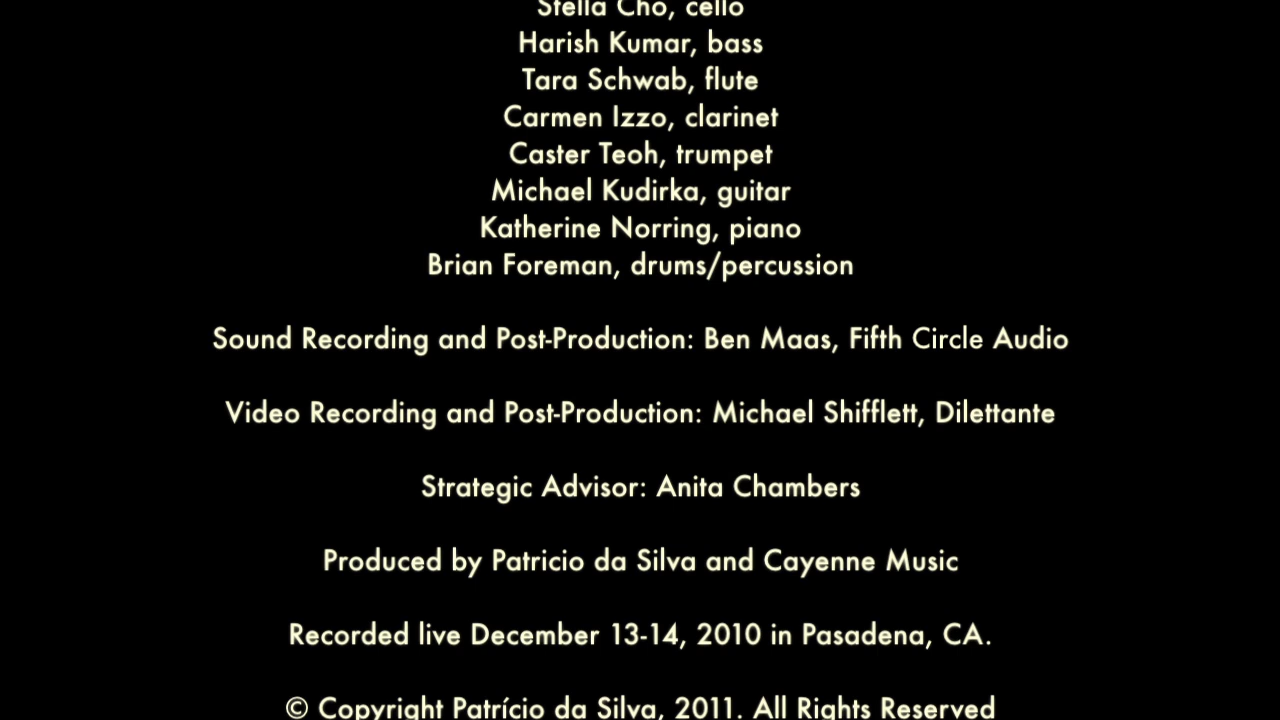 Stella Cho, cello
Harish Kumar, bass
Tara Schwab, flute
Carmen Izzo, clarinet
Caster Teoh, trumpet
Michael Kudirka, guitar
Katherine Norring, piano
Brian Foreman, drums/percussion
Sound Recording and Post-Production: Ben Maas, Fifth Circle Audio
Video Recording and Post-Production: Michael Shifflett, Dilettante
Strategic Advisor: Anita Chambers
Produced by Patricio da Silva and Cayenne Music
Recorded live December 13-14, 2010 in Pasadena, CA.
© Copyright Patrício da Silva, 2011. All Rights Reserved